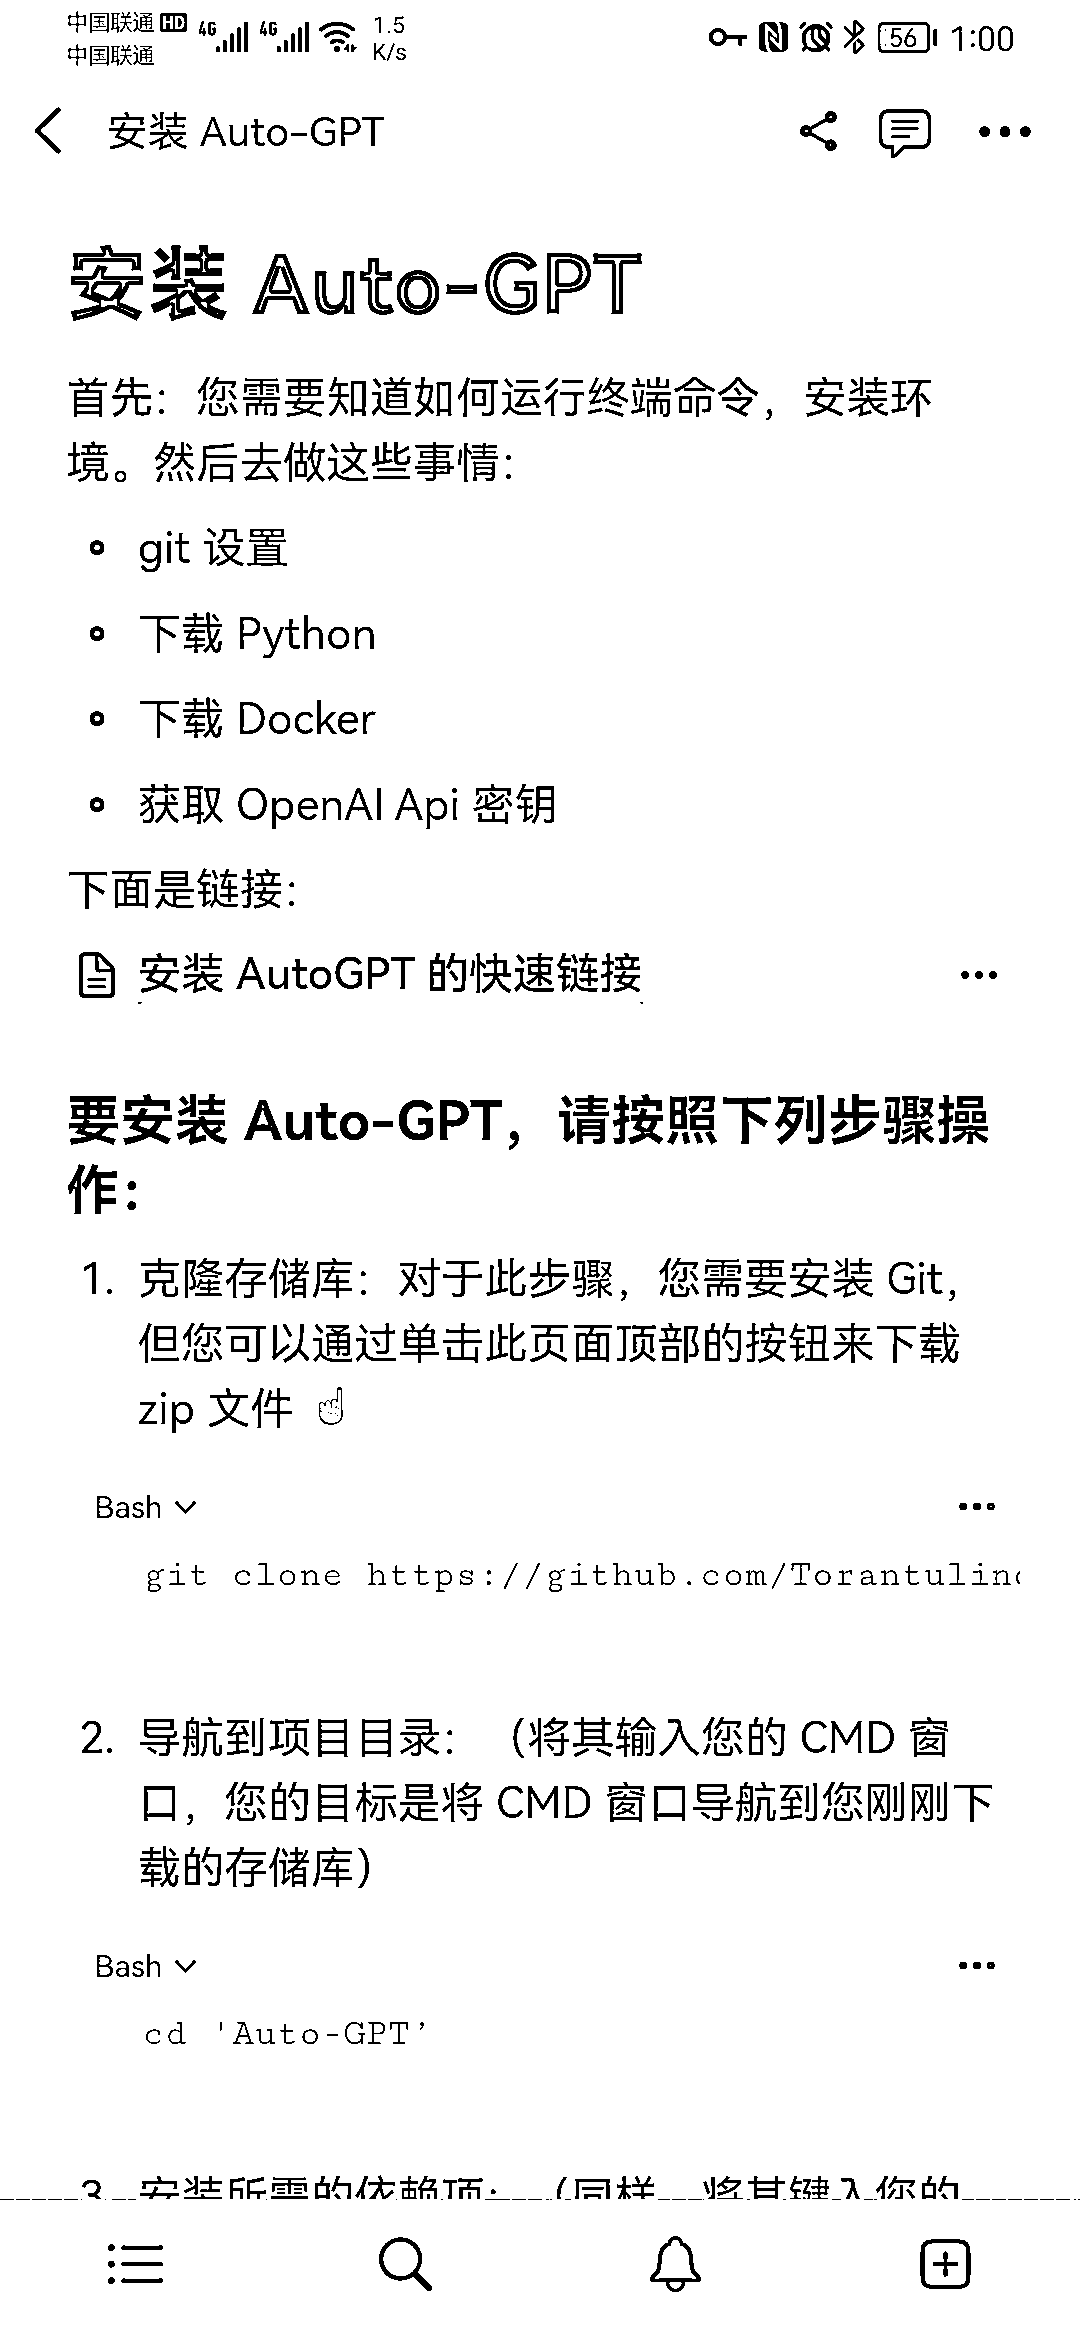 中国联通 HD 4G 4G 1.5 K/s 56 1:00
中国联通
安装 Auto-GPT
安装 Auto-GPT
首先：您需要知道如何运行终端命令，安装环
境。然后去做这些事情：
git 设置
下载 Python
下载 Docker
获取 OpenAI Api 密钥
下面是链接：
安装 AutoGPT 的快速链接
要安装 Auto-GPT，请按照下列步骤操
作：
1. 克隆存储库：对于此步骤，您需要安装 Git，
但您可以通过单击此页面顶部的按钮来下载
zip 文件 ☝
Bash
git clone https://github.com/Torantulin
2. 导航到项目目录：（将其输入您的 CMD 窗
口，您的目标是将 CMD 窗口导航到您刚刚下
载的存储库）
Bash
cd 'Auto-GPT'
3. 安装所需的依赖项：（同样，将其键入您的